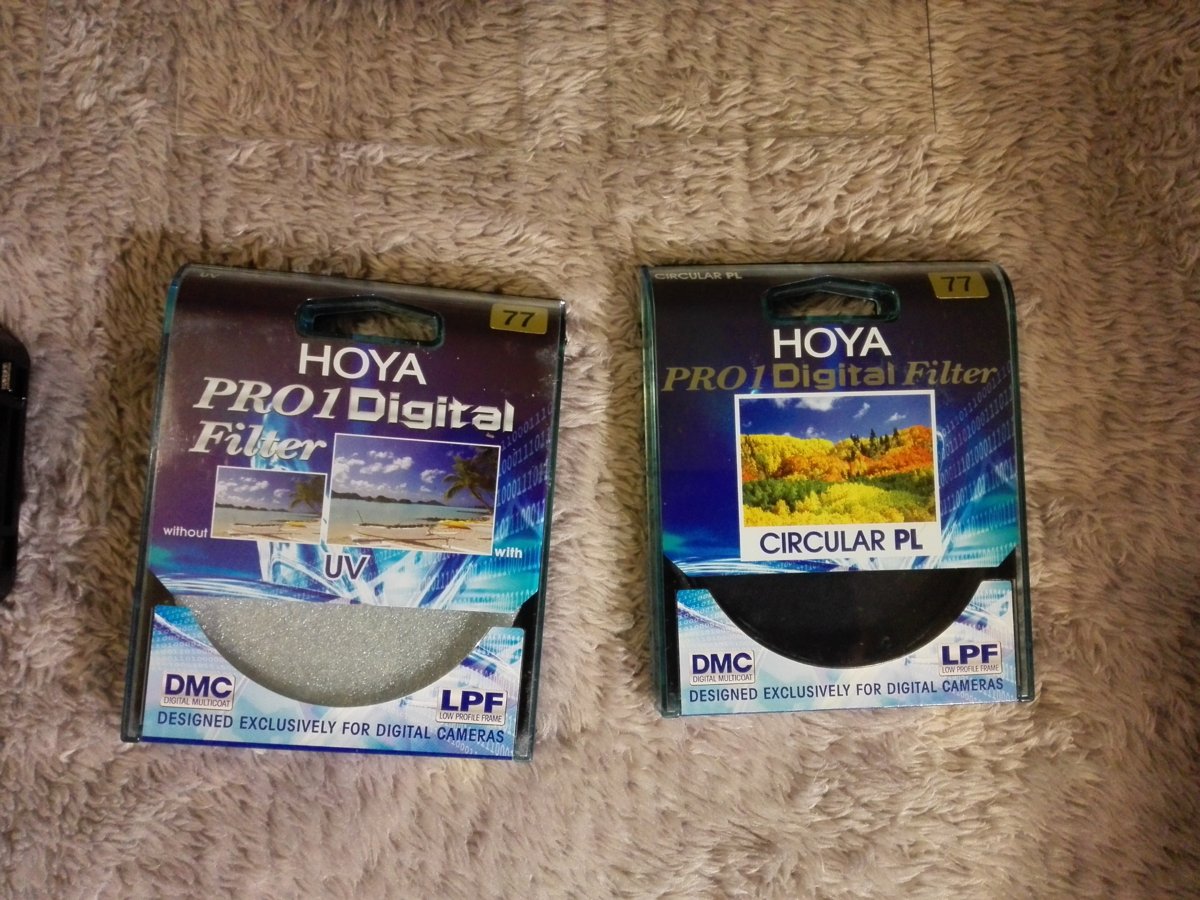 UV
77
HOYA
PRO1 Digital
Filter
without
with
UV
DMC
DIGITAL MULTICOAT
LPF
LOW PROFILE FRAME
DESIGNED EXCLUSIVELY FOR DIGITAL CAMERAS
CIRCULAR PL
77
HOYA
PRO1 Digital Filter
CIRCULAR PL
DMC
DIGITAL MULTICOAT
LPF
LOW PROFILE FRAME
DESIGNED EXCLUSIVELY FOR DIGITAL CAMERAS